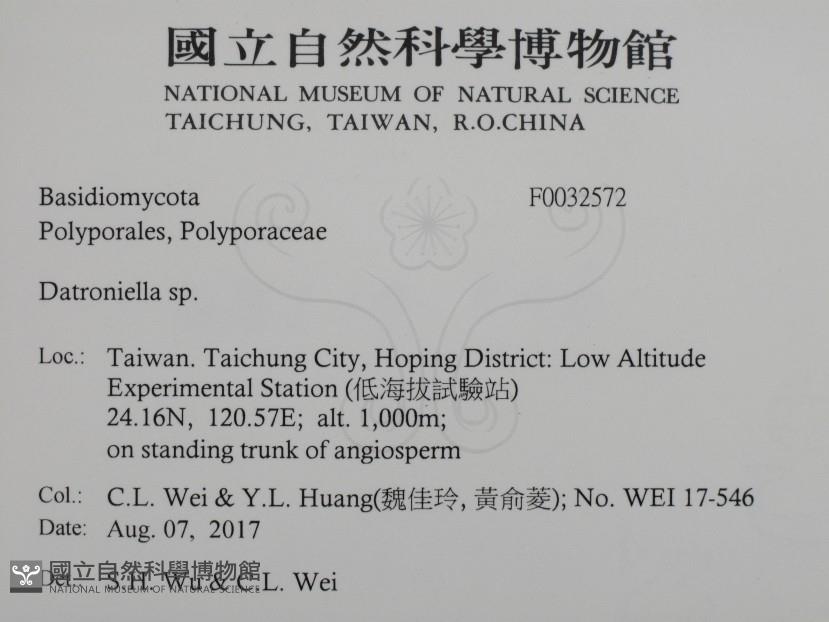 國立自然科學博物館
NATIONAL MUSEUM OF NATURAL SCIENCE
TAICHUNG, TAIWAN, R.O.CHINA
Basidiomycota F0032572
Polyporales, Polyporaceae
Datroniella sp.
Loc.: Taiwan. Taichung City, Hoping District: Low Altitude
Experimental Station (低海拔試驗站)
24.16N, 120.57E; alt. 1,000m;
on standing trunk of angiosperm
Col.: C.L. Wei & Y.L. Huang(魏佳玲, 黃俞菱); No. WEI 17-546
Date: Aug. 07, 2017
Det.: S.H. Wu & C.L. Wei
國立自然科學博物館
NATIONAL MUSEUM OF NATURAL SCIENCE